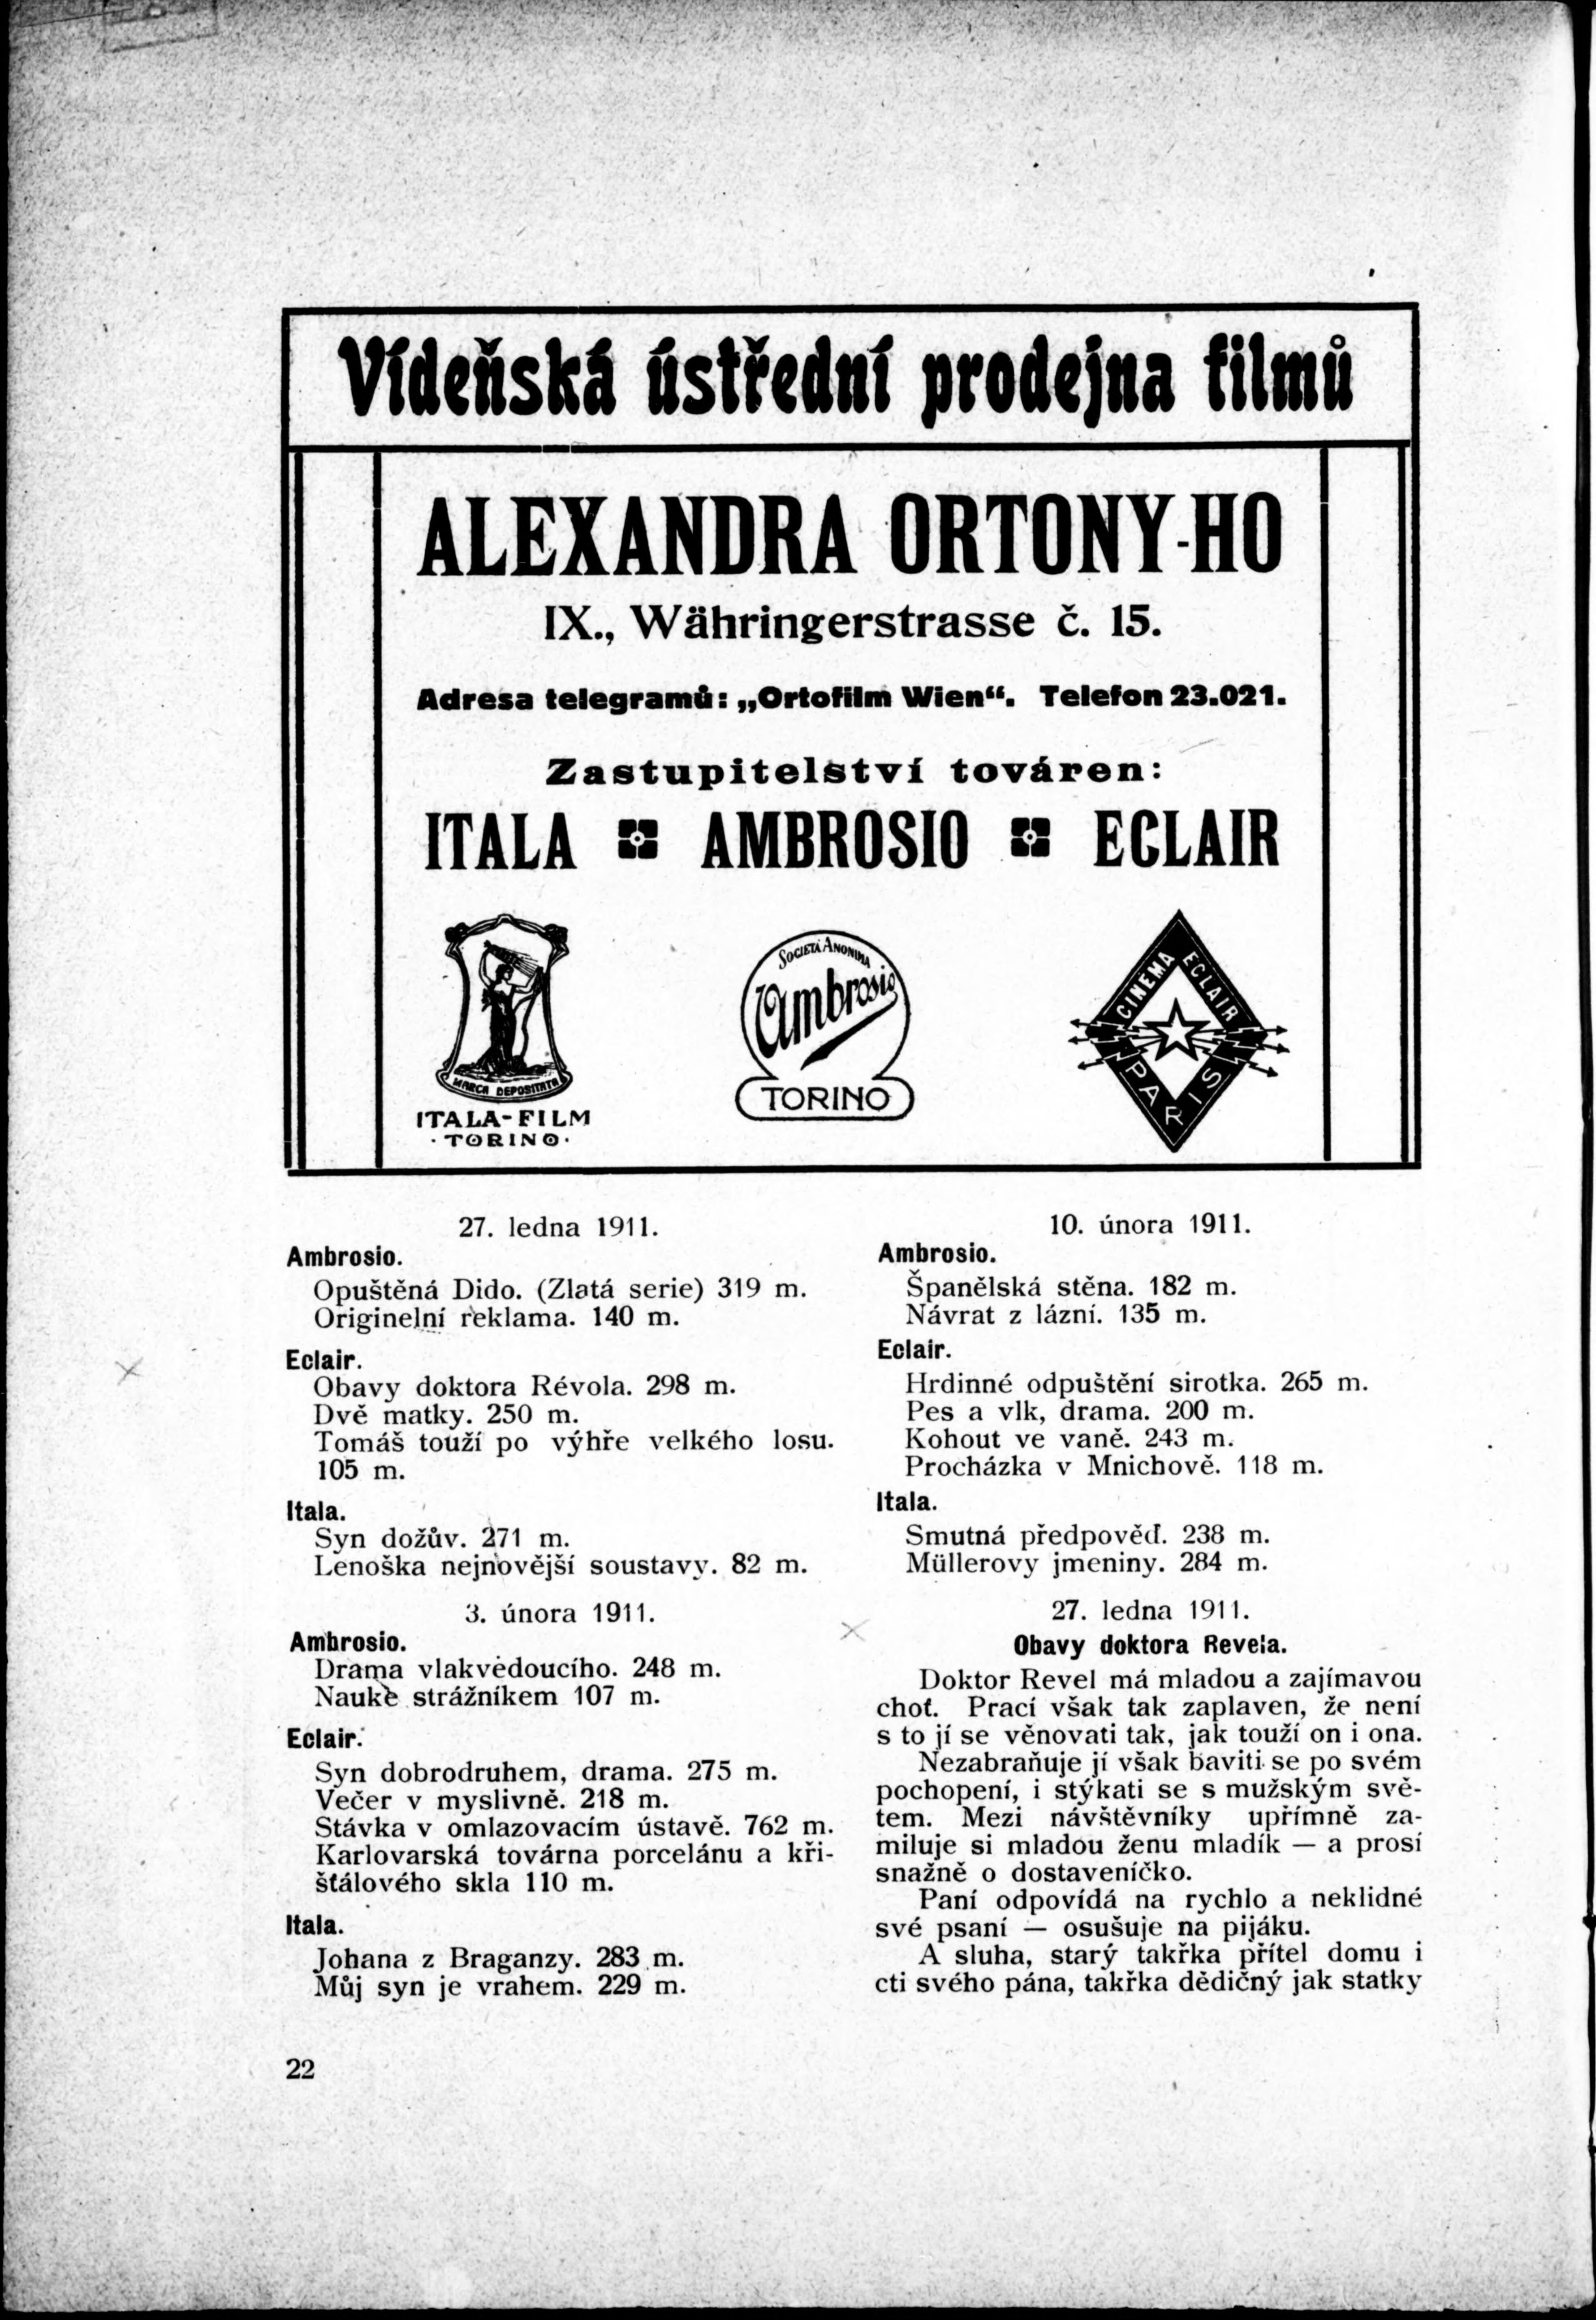 Vídeňská ústřední prodejna filmů
ALEXANDRA ORTONY-HO
IX., Währingerstrasse č. 15.
Adresa telegramů: „Ortofilm Wien“. Telefon 23.021.
Zastupitelství továren:
ITALA AMBROSIO ECLAIR
MARCA DEPOSITATA
ITALA-FILM
· TORINO ·
SOCIETÀ ANONIMA
Ambrosio
TORINO
CINEMA ECLAIR
PARIS
27. ledna 1911.
Ambrosio.
Opuštěná Dido. (Zlatá serie) 319 m.
Originelní reklama. 140 m.
Eclair.
Obavy doktora Révola. 298 m.
Dvě matky. 250 m.
Tomáš touží po výhře velkého losu.
105 m.
Itala.
Syn dožův. 271 m.
Lenoška nejnovější soustavy. 82 m.
3. února 1911.
Ambrosio.
Drama vlakvedoucího. 248 m.
Nauke strážníkem 107 m.
Eclair.
Syn dobrodruhem, drama. 275 m.
Večer v myslivně. 218 m.
Stávka v omlazovacím ústavě. 762 m.
Karlovarská továrna porcelánu a kři-
šťálového skla 110 m.
Itala.
Johana z Braganzy. 283 m.
Můj syn je vrahem. 229 m.
22
10. února 1911.
Ambrosio.
Španělská stěna. 182 m.
Návrat z lázní. 135 m.
Eclair.
Hrdinné odpuštění sirotka. 265 m.
Pes a vlk, drama. 200 m.
Kohout ve vaně. 243 m.
Procházka v Mnichově. 118 m.
Itala.
Smutná předpověď. 238 m.
Müllerovy jmeniny. 284 m.
27. ledna 1911.
Obavy doktora Revela.
Doktor Revel má mladou a zajímavou
choť. Prací však tak zaplaven, že není
s to jí se věnovati tak, jak touží on i ona.
Nezabraňuje jí však baviti se po svém
pochopení, i stýkati se s mužským svě-
tem. Mezi návštěvníky upřímně za-
miluje si mladou ženu mladík — a prosí
snažně o dostaveníčko.
Paní odpovídá na rychlo a neklidné
své psaní — osušuje na pijáku.
A sluha, starý takřka přítel domu i
cti svého pána, takřka dědičný jak statky